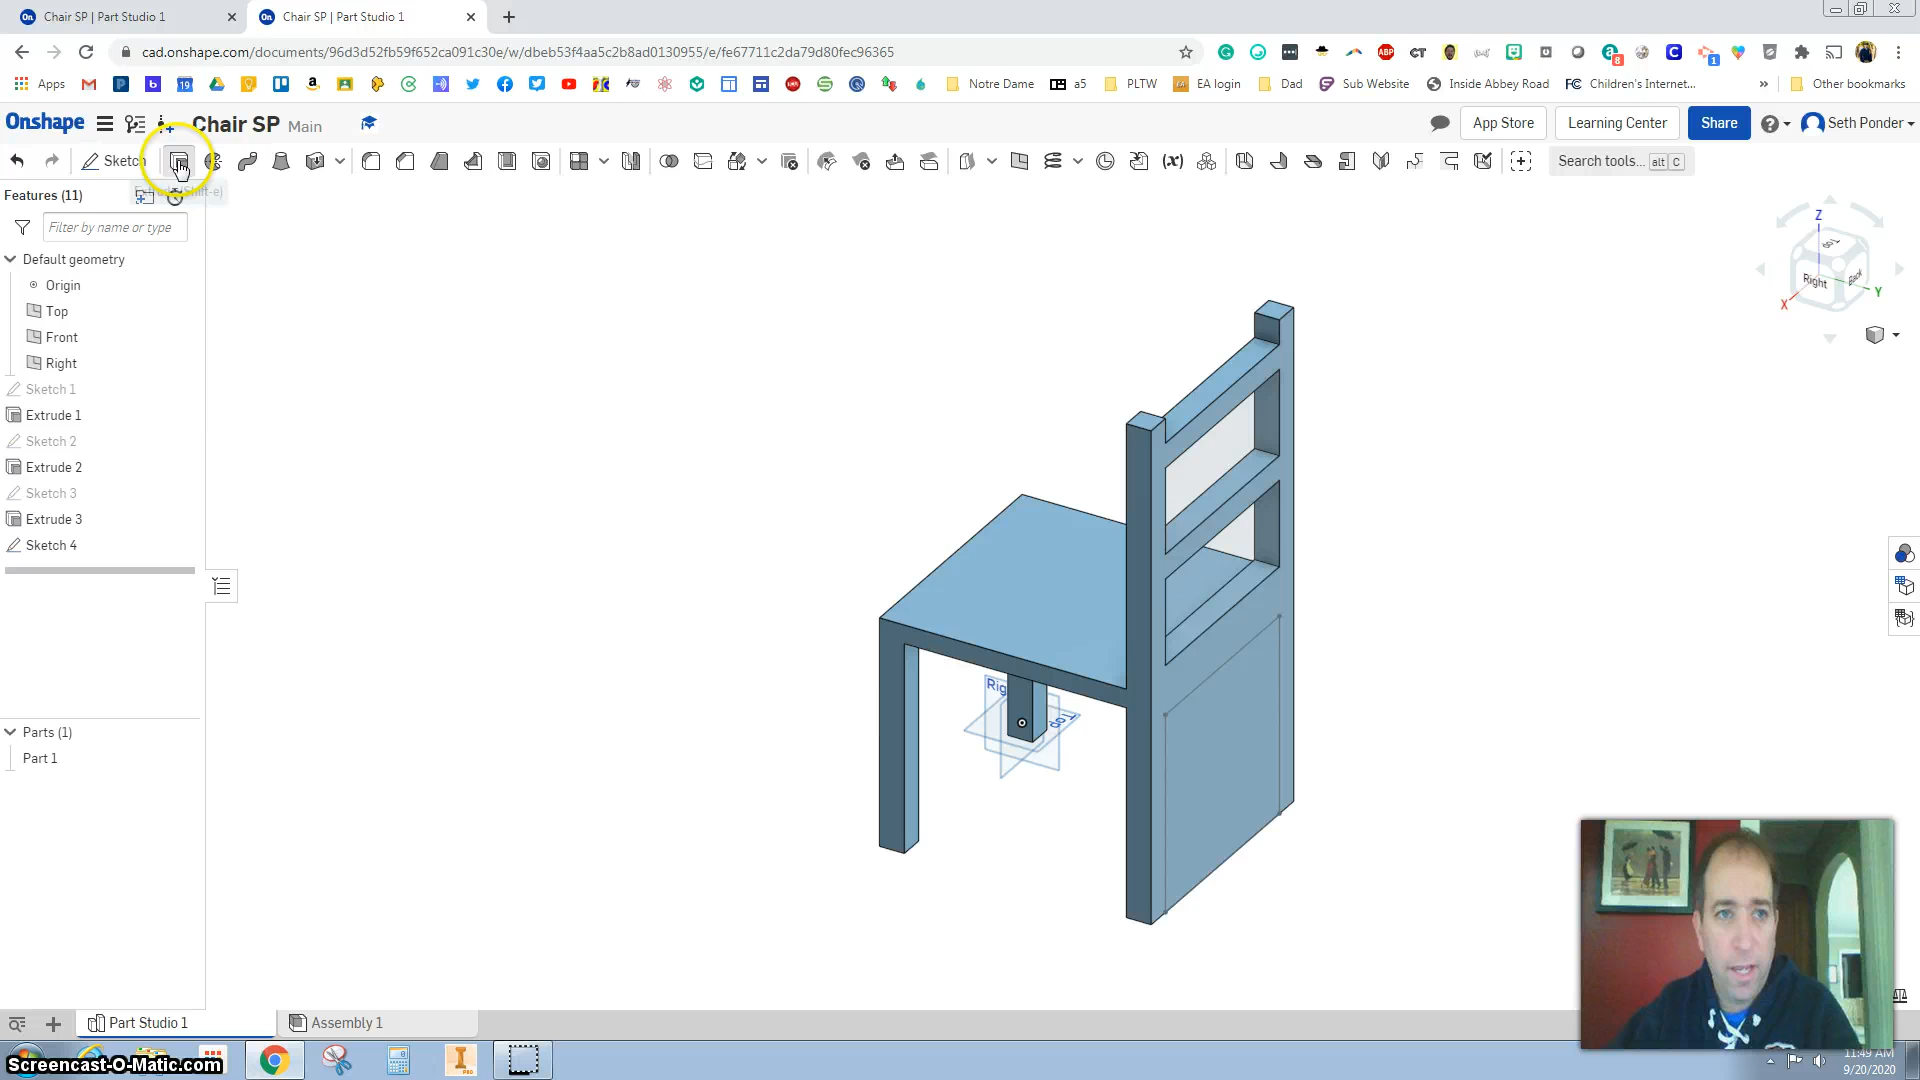 Chair SP | Part Studio 1
Chair SP | Part Studio 1
cad.onshape.com/documents/96d3d52fb59f652ca091c30e/w/dbeb53f4aa5c2b8ad0130955/e/fe67711c2da79d80fec96365
Apps
Notre Dame
a5
PLTW
EA login
Dad
Sub Website
Inside Abbey Road
Children's Internet...
Other bookmarks
Onshape
Chair SP Main
App Store
Learning Center
Share
Seth Ponder
Sketch
Search tools... alt C
Features (11)
Filter by name or type
Default geometry
Origin
Top
Front
Right
Sketch 1
Extrude 1
Sketch 2
Extrude 2
Sketch 3
Extrude 3
Sketch 4
Parts (1)
Part 1
Z
Top
Right
Back
X
Y
Top
Part Studio 1
Assembly 1
Screencast-O-Matic.com
11:49 AM
9/20/2020